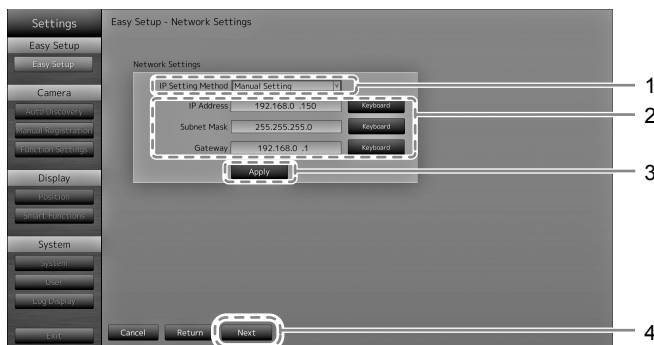 Settings
Easy Setup - Network Settings
Easy Setup
Easy Setup
Network Settings
IP Setting Method Manual Setting 1
Camera
IP Address 192.168.0 .150 Keyboard 2
Auto Discovery
Subnet Mask 255.255.255.0 Keyboard
Manual Registration
Function Settings
Gateway 192.168.0 .1 Keyboard
Apply 3
Display
Position
Smart Functions
System
System
User
Log Display
Exit
Cancel Return Next 4